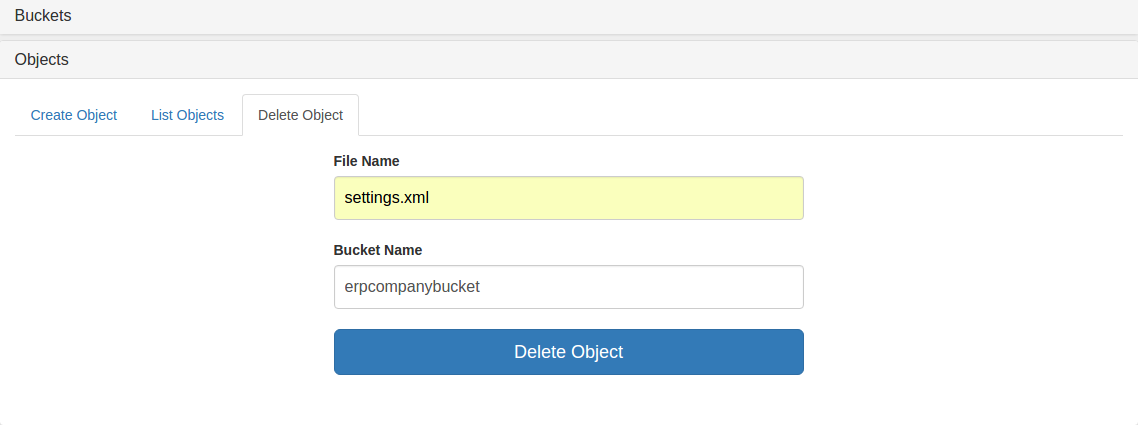 Buckets
Objects
Create Object List Objects Delete Object
File Name
settings.xml
Bucket Name
erpcompanybucket
Delete Object